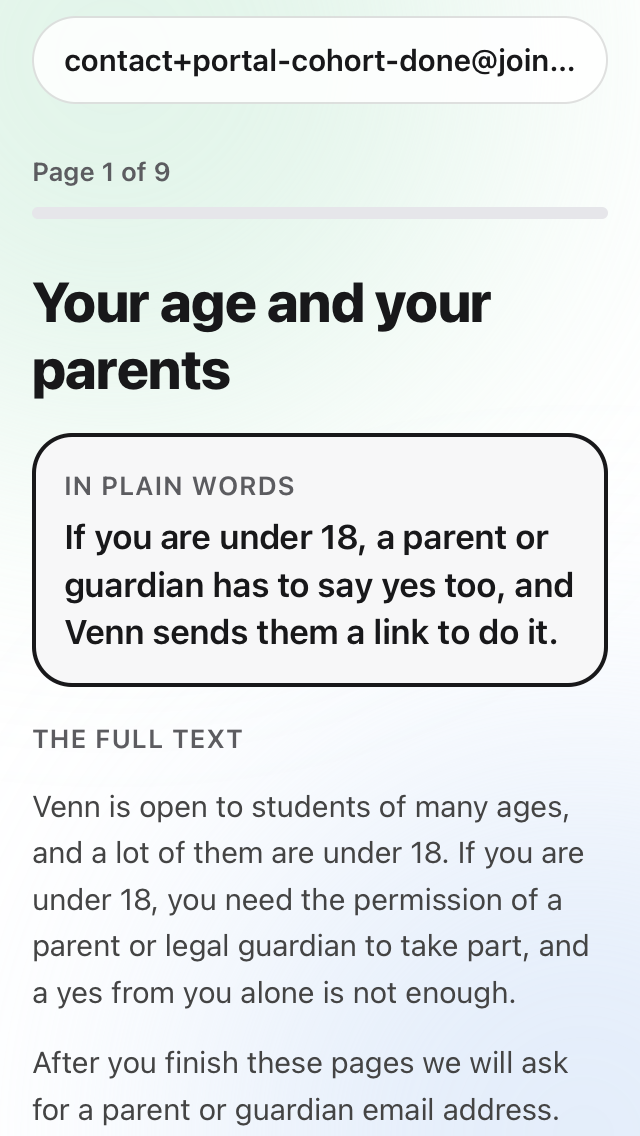 contact+portal-cohort-done@join...
Page 1 of 9
Your age and your
parents
IN PLAIN WORDS
If you are under 18, a parent or
guardian has to say yes too, and
Venn sends them a link to do it.
THE FULL TEXT
Venn is open to students of many ages,
and a lot of them are under 18. If you are
under 18, you need the permission of a
parent or legal guardian to take part, and
a yes from you alone is not enough.
After you finish these pages we will ask
for a parent or guardian email address.